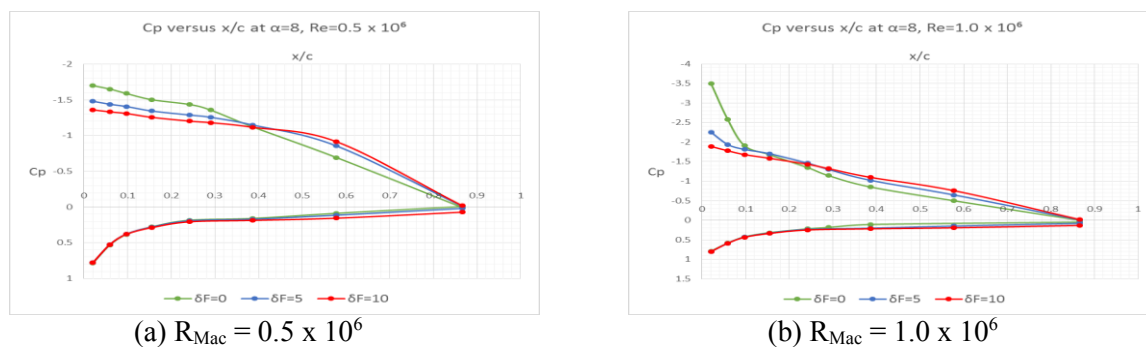 Cp versus x/c at α=8, Re=0.5 x 10⁶
x/c
-2
-1.5
-1
-0.5
0
0.5
1
Cp
0 0.1 0.2 0.3 0.4 0.5 0.6 0.7 0.8 0.9 1
δF=0 δF=5 δF=10
(a) R_Mac = 0.5 x 10⁶
Cp versus x/c at α=8, Re=1.0 x 10⁶
x/c
-4
-3.5
-3
-2.5
-2
-1.5
-1
-0.5
0
0.5
1
1.5
Cp
0 0.1 0.2 0.3 0.4 0.5 0.6 0.7 0.8 0.9 1
δF=0 δF=5 δF=10
(b) R_Mac = 1.0 x 10⁶